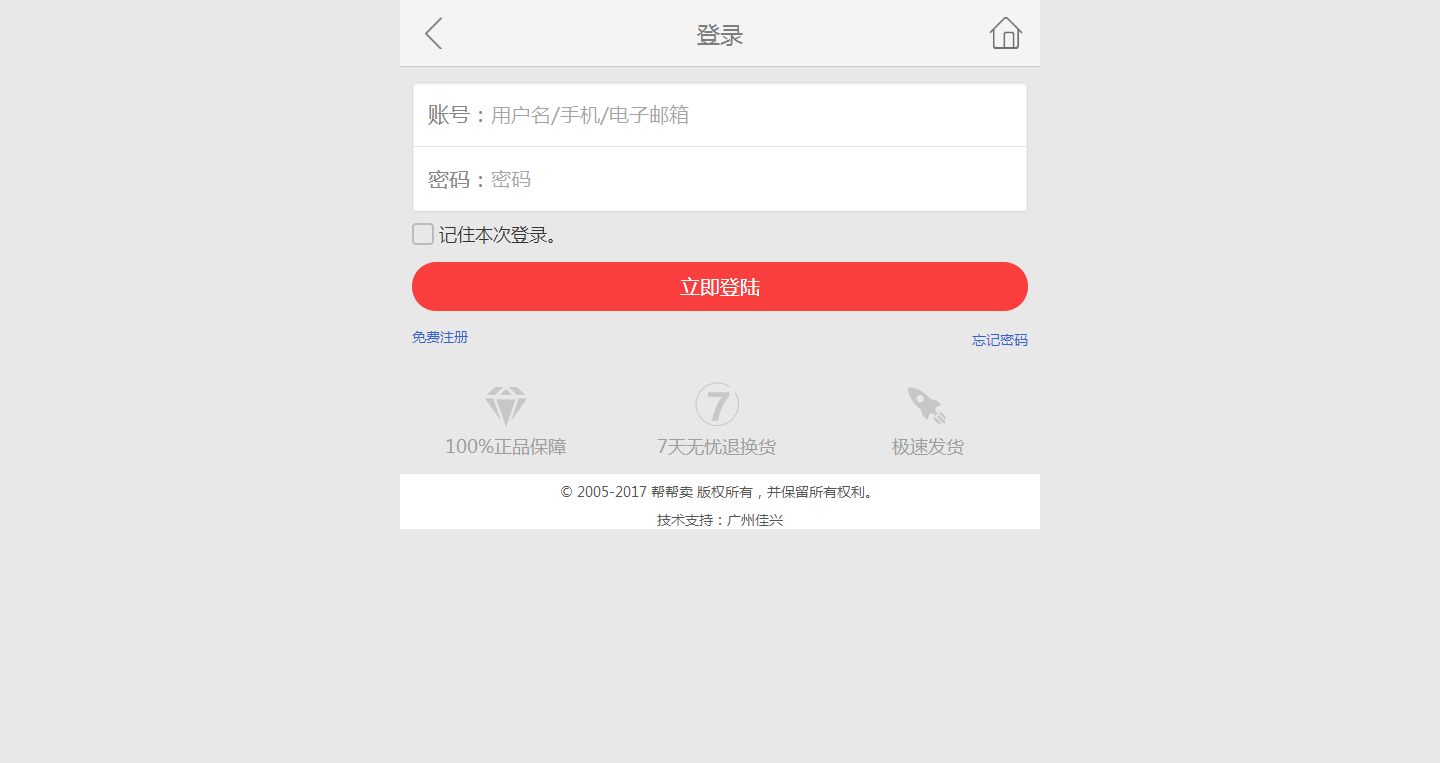 登录
账号：用户名/手机/电子邮箱
密码：密码
记住本次登录。
立即登陆
免费注册
忘记密码
7
100%正品保障
7天无忧退换货
极速发货
© 2005-2017 帮帮卖 版权所有，并保留所有权利。
技术支持：广州佳兴